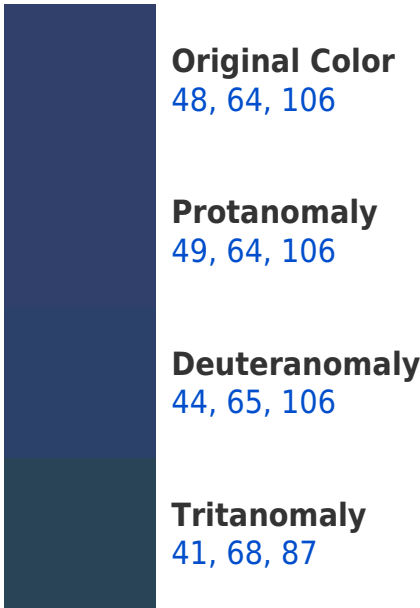 Original Color
48, 64, 106
Protanomaly
49, 64, 106
Deuteranomaly
44, 65, 106
Tritanomaly
41, 68, 87